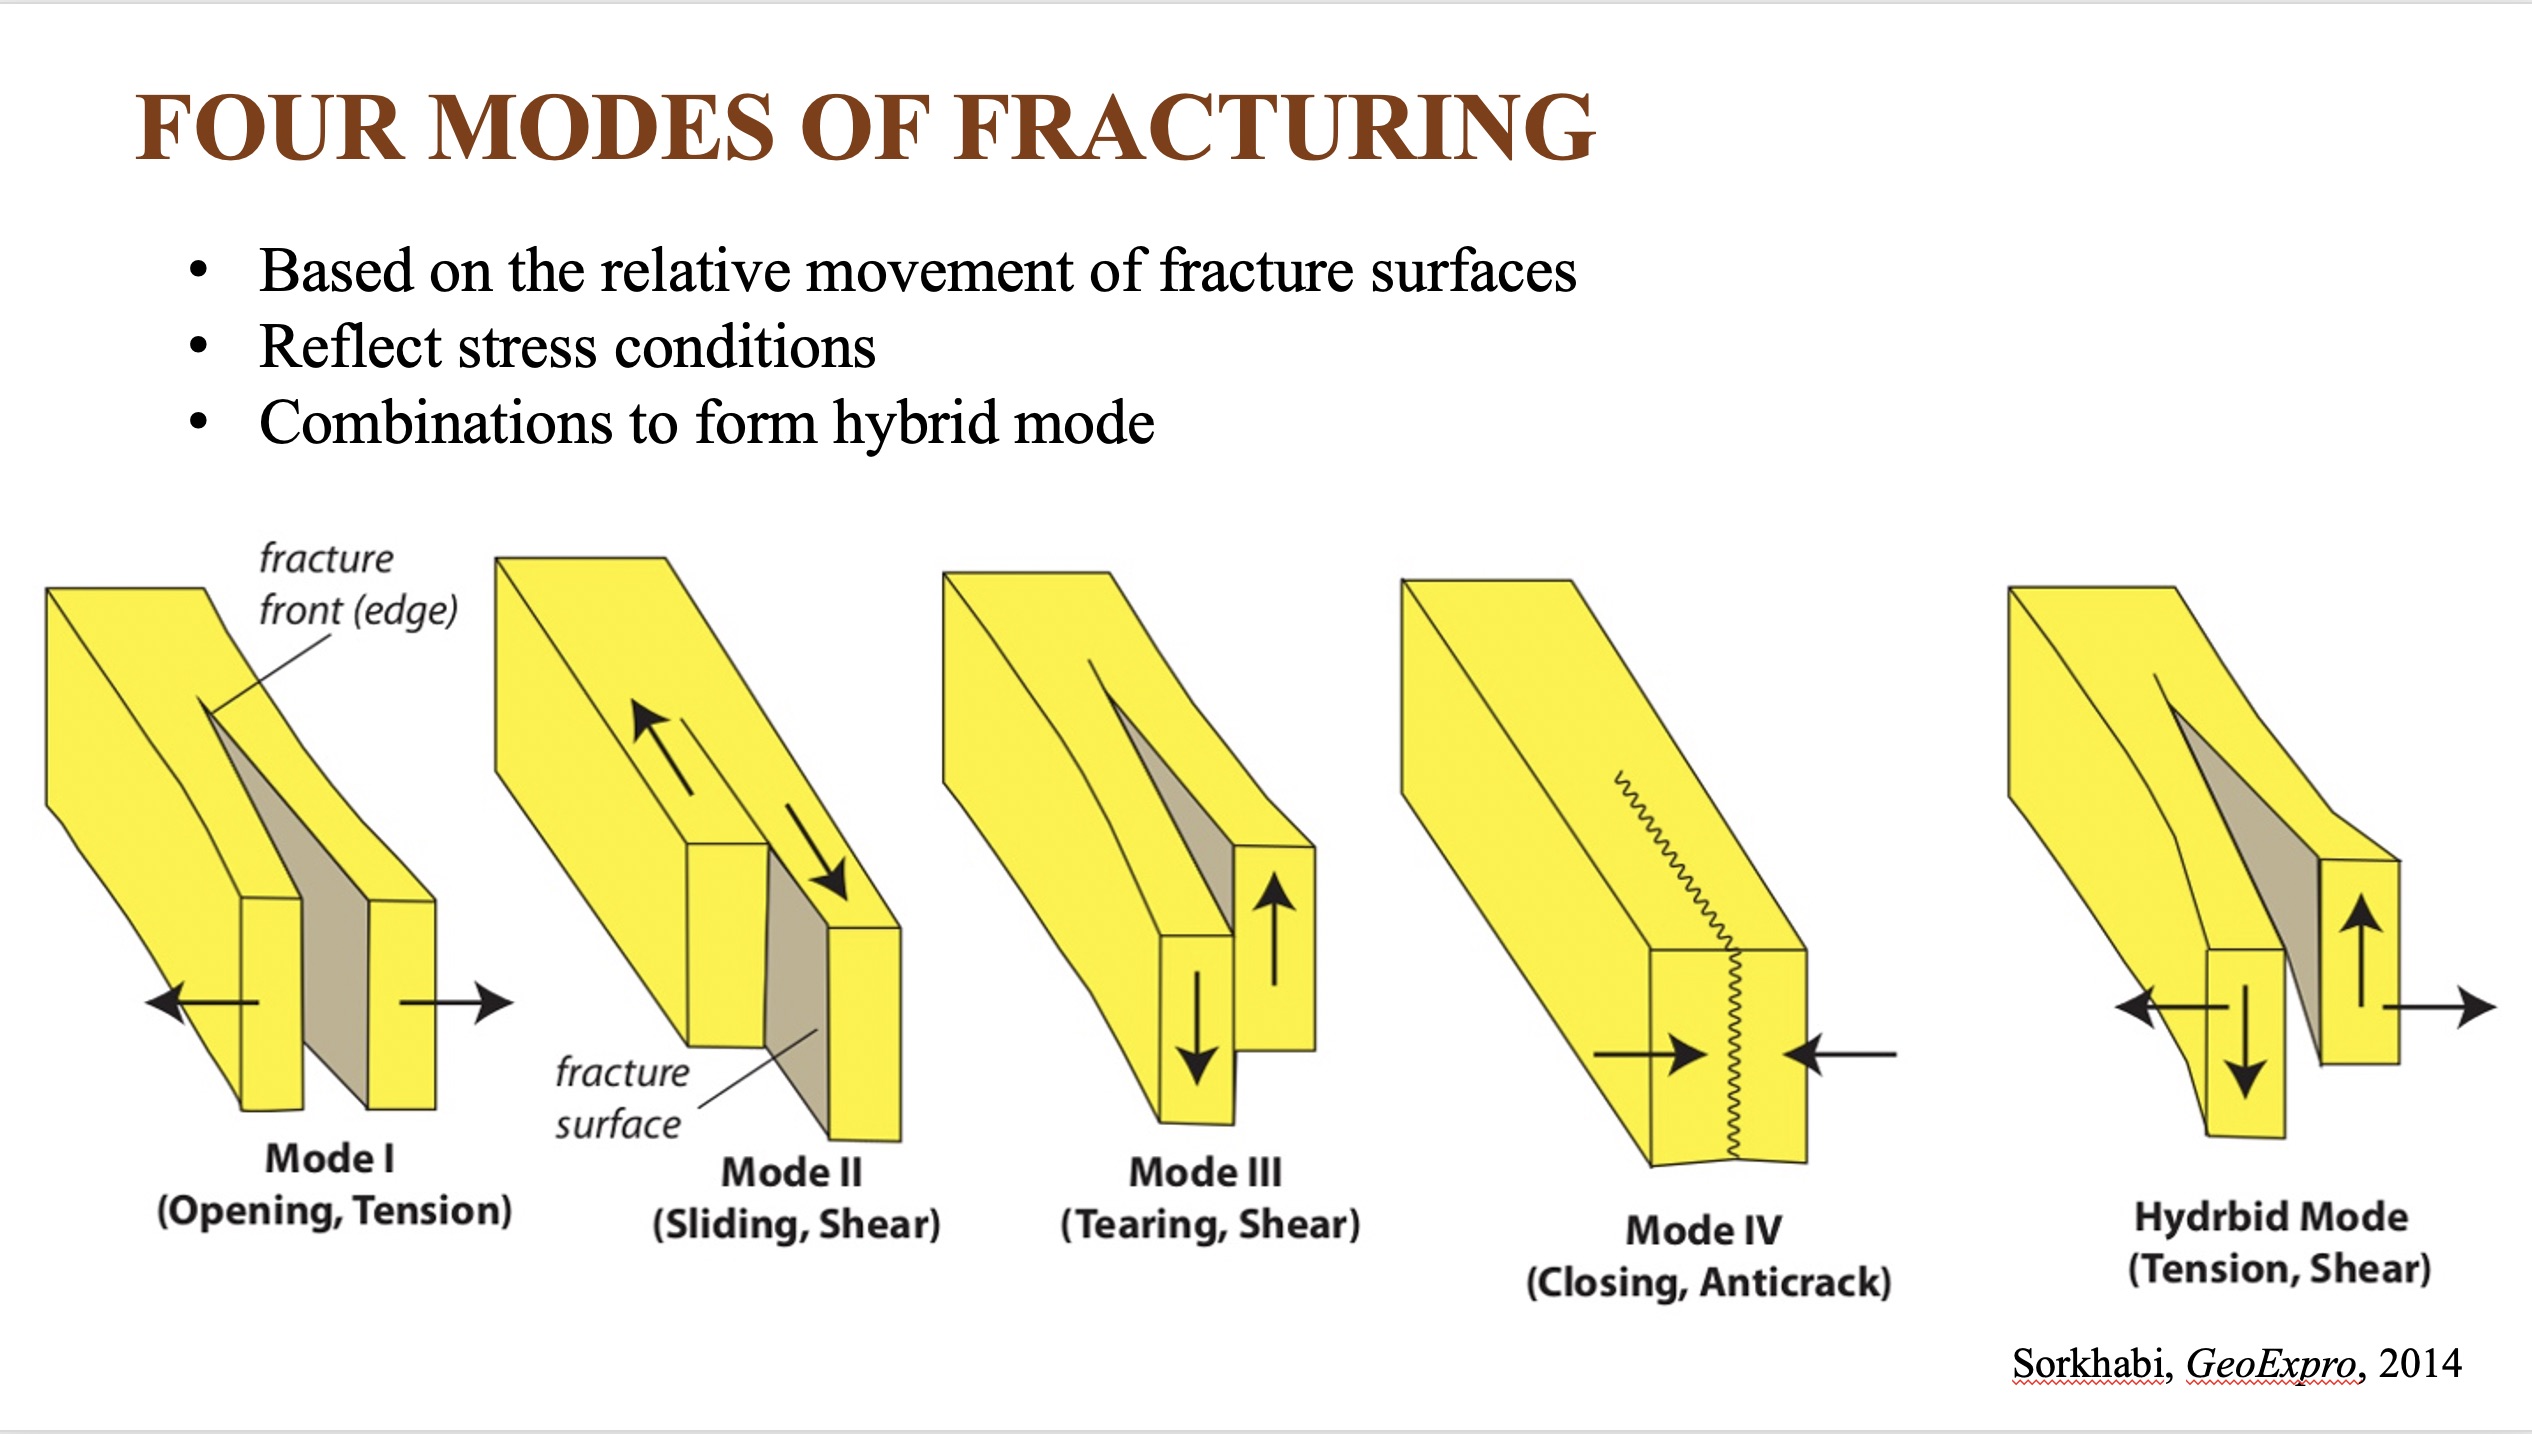 FOUR MODES OF FRACTURING
• Based on the relative movement of fracture surfaces
• Reflect stress conditions
• Combinations to form hybrid mode
fracture
front (edge)
fracture
surface
Mode I
(Opening, Tension)
Mode II
(Sliding, Shear)
Mode III
(Tearing, Shear)
Mode IV
(Closing, Anticrack)
Hydrbid Mode
(Tension, Shear)
Sorkhabi, GeoExpro, 2014